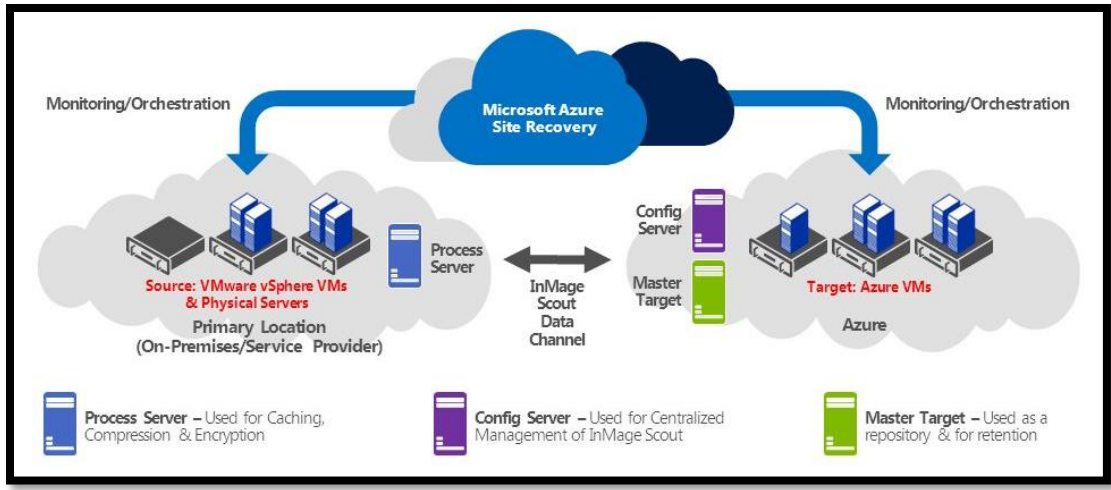 Microsoft Azure
Site Recovery
Monitoring/Orchestration
Monitoring/Orchestration
Process
Server
Source: VMware vSphere VMs
& Physical Servers
Primary Location
(On-Premises/Service Provider)
InMage
Scout
Data
Channel
Config
Server
Master
Target
Target: Azure VMs
Azure
Process Server – Used for Caching,
Compression & Encryption
Config Server – Used for Centralized
Management of InMage Scout
Master Target – Used as a
repository & for retention